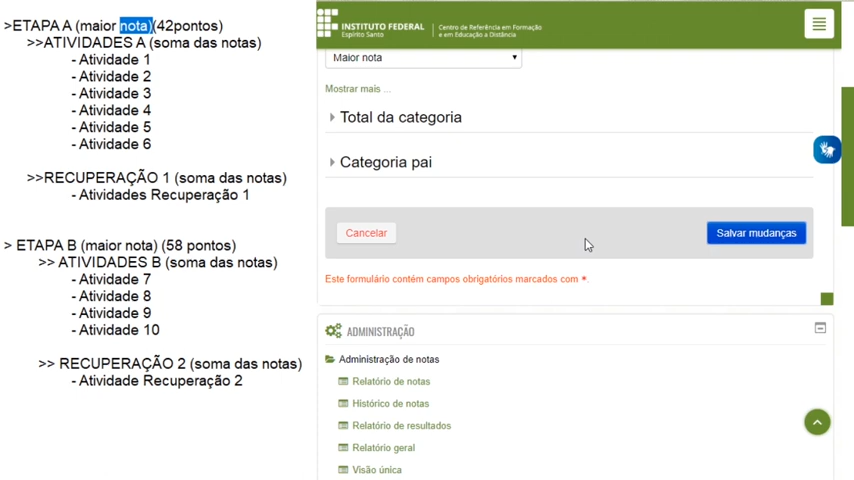 >ETAPA A (maior nota)(42pontos)
>>ATIVIDADES A (soma das notas)
- Atividade 1
- Atividade 2
- Atividade 3
- Atividade 4
- Atividade 5
- Atividade 6
>>RECUPERAÇÃO 1 (soma das notas)
- Atividades Recuperação 1
> ETAPA B (maior nota) (58 pontos)
>> ATIVIDADES B (soma das notas)
- Atividade 7
- Atividade 8
- Atividade 9
- Atividade 10
>> RECUPERAÇÃO 2 (soma das notas)
- Atividade Recuperação 2
INSTITUTO FEDERAL
Espírito Santo
Centro de Referência em Formação
e em Educação a Distância
Maior nota
Mostrar mais ...
Total da categoria
Categoria pai
Cancelar
Salvar mudanças
Este formulário contém campos obrigatórios marcados com *.
ADMINISTRAÇÃO
Administração de notas
Relatório de notas
Histórico de notas
Relatório de resultados
Relatório geral
Visão única